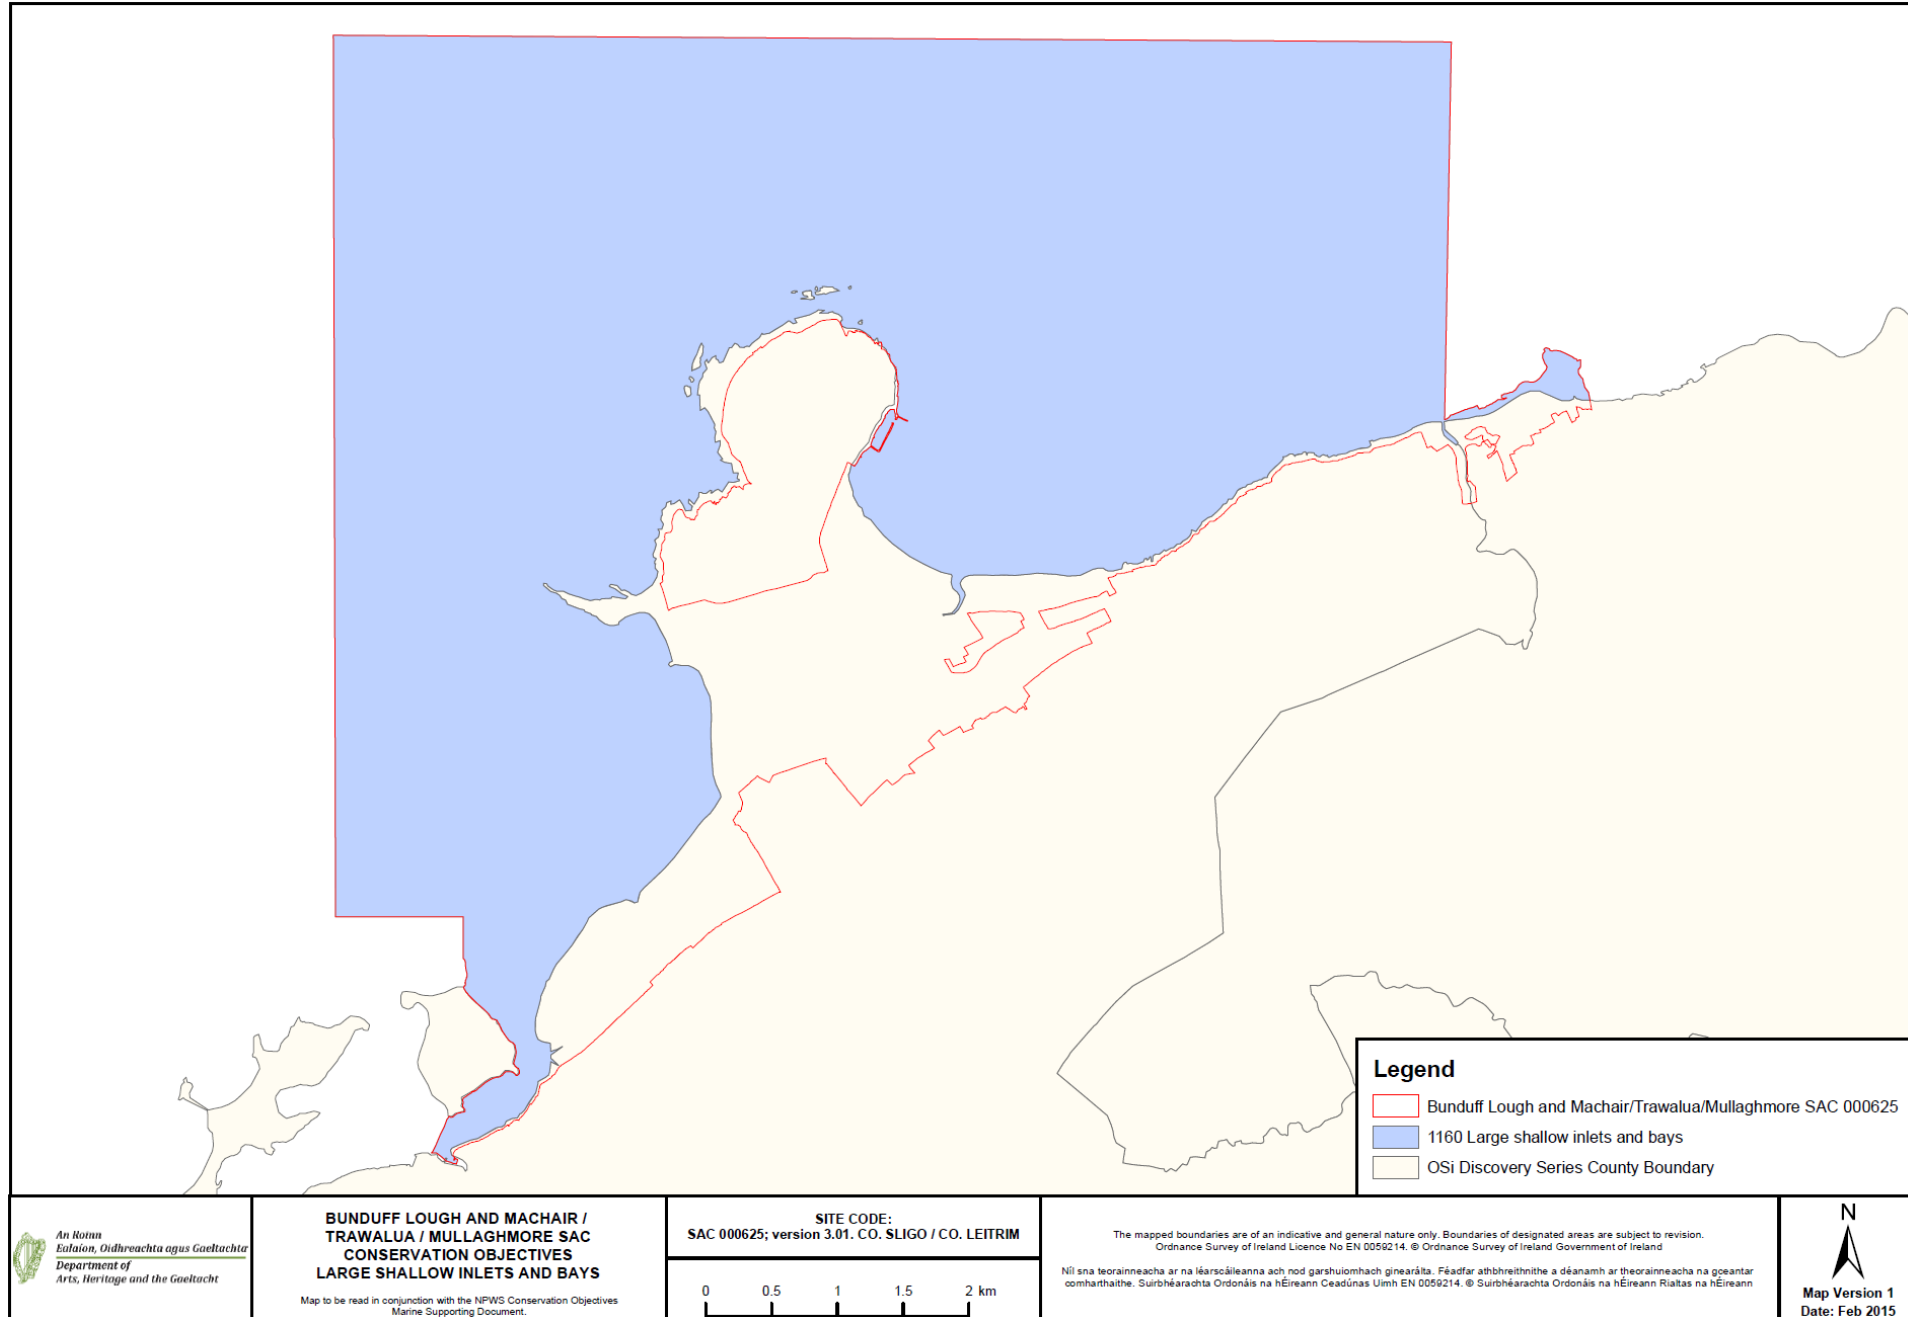 Legend
Bunduff Lough and Machair/Trawalua/Mullaghmore SAC 000625
1160 Large shallow inlets and bays
OSi Discovery Series County Boundary
An Roinn
Ealaíon, Oidhreachta agus Gaeltachta
Department of
Arts, Heritage and the Gaeltacht
BUNDUFF LOUGH AND MACHAIR /
TRAWALUA / MULLAGHMORE SAC
CONSERVATION OBJECTIVES
LARGE SHALLOW INLETS AND BAYS
Map to be read in conjunction with the NPWS Conservation Objectives
Marine Supporting Document.
SITE CODE:
SAC 000625; version 3.01. CO. SLIGO / CO. LEITRIM
0 0.5 1 1.5 2 km
The mapped boundaries are of an indicative and general nature only. Boundaries of designated areas are subject to revision.
Ordnance Survey of Ireland Licence No EN 0059214. © Ordnance Survey of Ireland Government of Ireland
Níl sna teorainneacha ar na léarscáileanna ach nod garshuiomhach ginearálta. Féadfar athbhreithnithe a déanamh ar theorainneacha na gceantar
comharthaithe. Suirbhéarachta Ordonáis na hÉireann Ceadúnas Uimh EN 0059214. © Suirbhéarachta Ordonáis na hÉireann Rialtas na hÉireann
N
Map Version 1
Date: Feb 2015